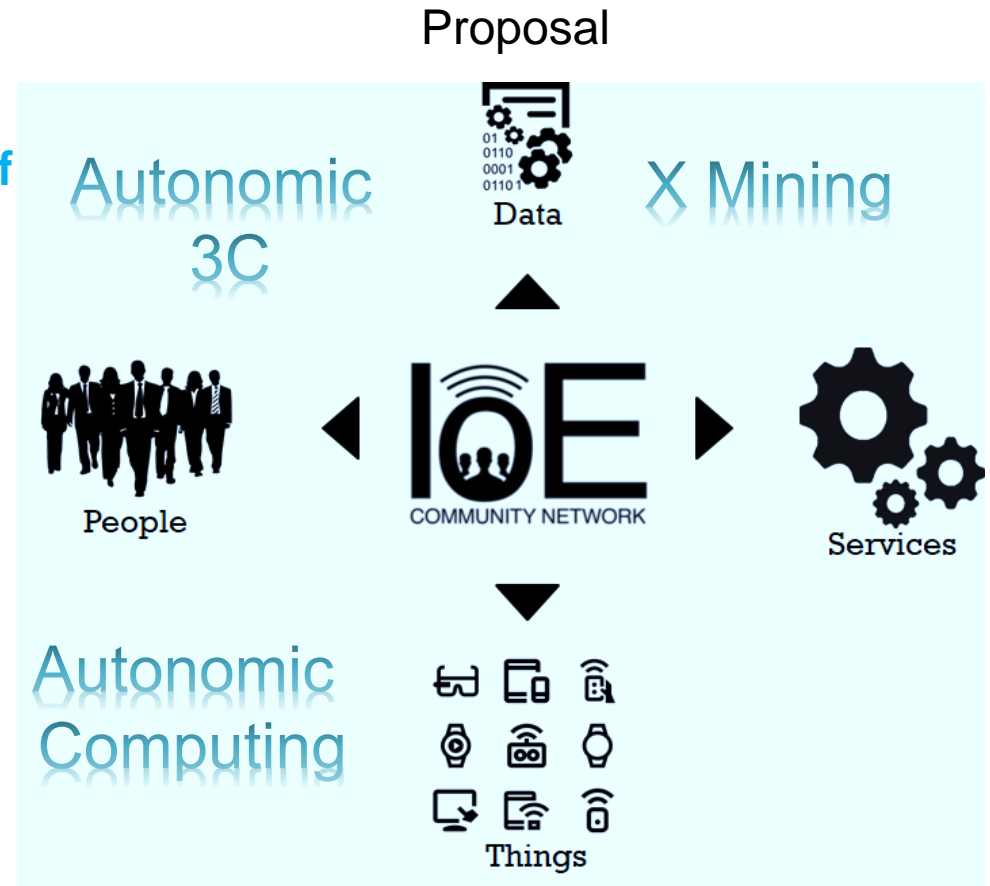 Proposal
f
Autonomic
3C
X Mining
01
0110
0001
01101
Data
People
IoE
COMMUNITY NETWORK
Services
Autonomic
Computing
Things